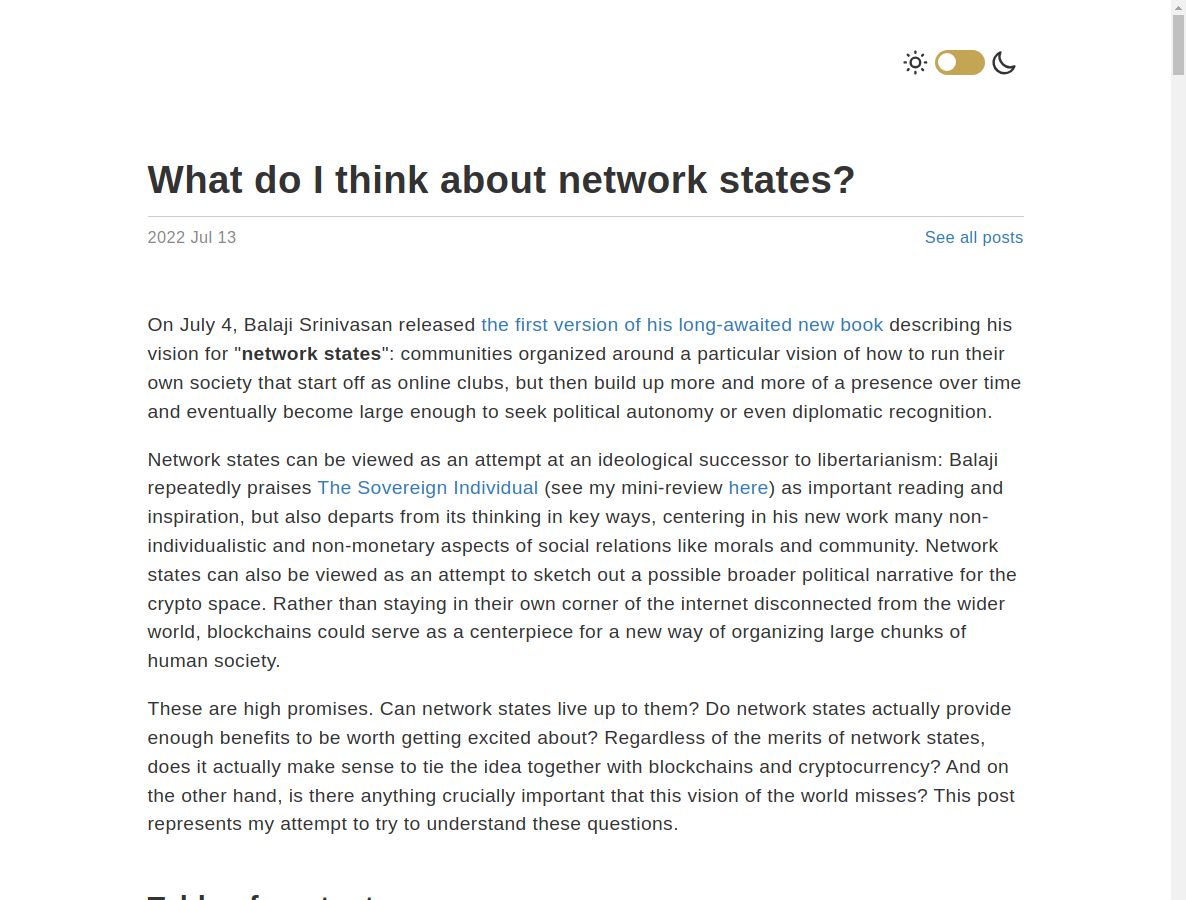 What do I think about network states?
2022 Jul 13 See all posts
On July 4, Balaji Srinivasan released the first version of his long-awaited new book describing his
vision for "network states": communities organized around a particular vision of how to run their
own society that start off as online clubs, but then build up more and more of a presence over time
and eventually become large enough to seek political autonomy or even diplomatic recognition.
Network states can be viewed as an attempt at an ideological successor to libertarianism: Balaji
repeatedly praises The Sovereign Individual (see my mini-review here) as important reading and
inspiration, but also departs from its thinking in key ways, centering in his new work many non-
individualistic and non-monetary aspects of social relations like morals and community. Network
states can also be viewed as an attempt to sketch out a possible broader political narrative for the
crypto space. Rather than staying in their own corner of the internet disconnected from the wider
world, blockchains could serve as a centerpiece for a new way of organizing large chunks of
human society.
These are high promises. Can network states live up to them? Do network states actually provide
enough benefits to be worth getting excited about? Regardless of the merits of network states,
does it actually make sense to tie the idea together with blockchains and cryptocurrency? And on
the other hand, is there anything crucially important that this vision of the world misses? This post
represents my attempt to try to understand these questions.